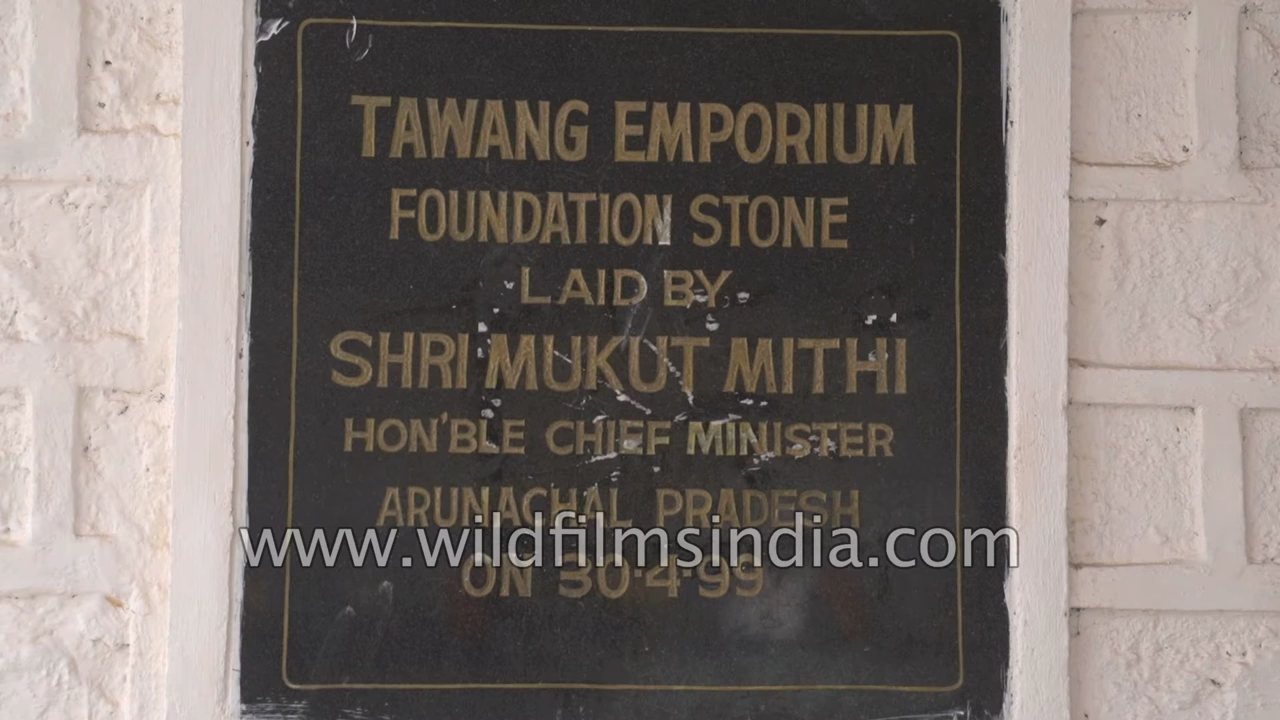 TAWANG EMPORIUM
FOUNDATION STONE
LAID BY
SHRI MUKUT MITHI
HON'BLE CHIEF MINISTER
ARUNACHAL PRADESH
www.wildfilmsindia.com
ON 30·4·99